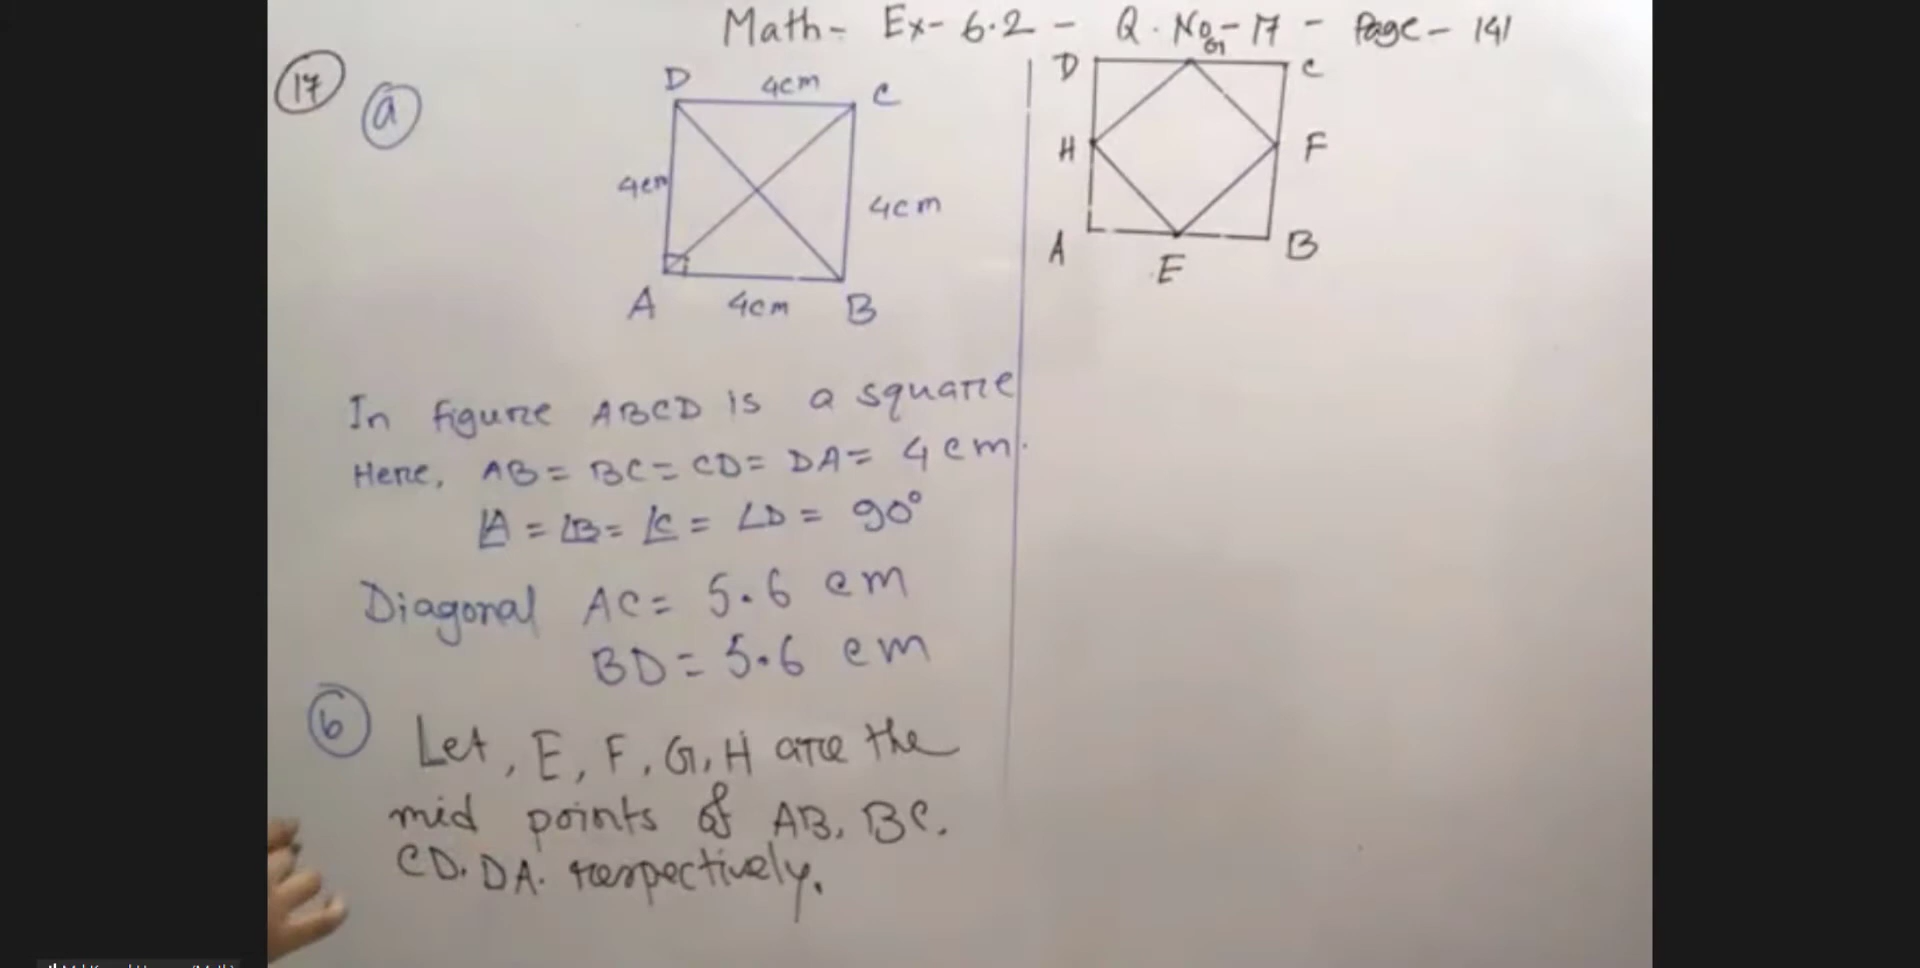 Math- Ex- 6.2 - Q. No- 17 - Page- 141
17
a
D 4cm C
4cm
4cm
A 4cm B
D G C
H F
A E B
In figure ABCD is a square
Here, AB= BC= CD= DA= 4 cm.
∠A = ∠B= ∠C = ∠D = 90°
Diagonal AC= 5.6 cm
BD= 5.6 cm
b
Let, E, F, G, H are the
mid points of AB, BC,
CD. DA. respectively.